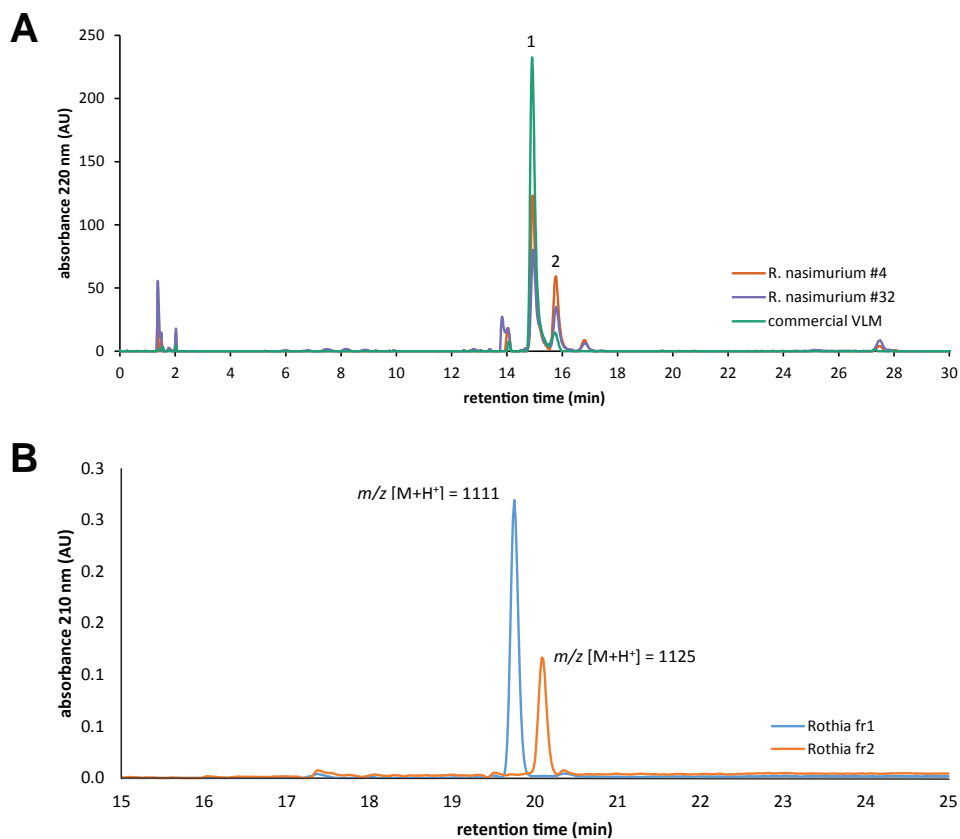 A
250
200
150
100
50
0
absorbance 220 nm (AU)
1
2
R. nasimurium #4
R. nasimurium #32
commercial VLM
0 2 4 6 8 10 12 14 16 18 20 22 24 26 28 30
retention time (min)
B
0.3
0.3
0.2
0.2
0.1
0.1
0.0
absorbance 210 nm (AU)
m/z [M+H⁺] = 1111
m/z [M+H⁺] = 1125
Rothia fr1
Rothia fr2
15 16 17 18 19 20 21 22 23 24 25
retention time (min)